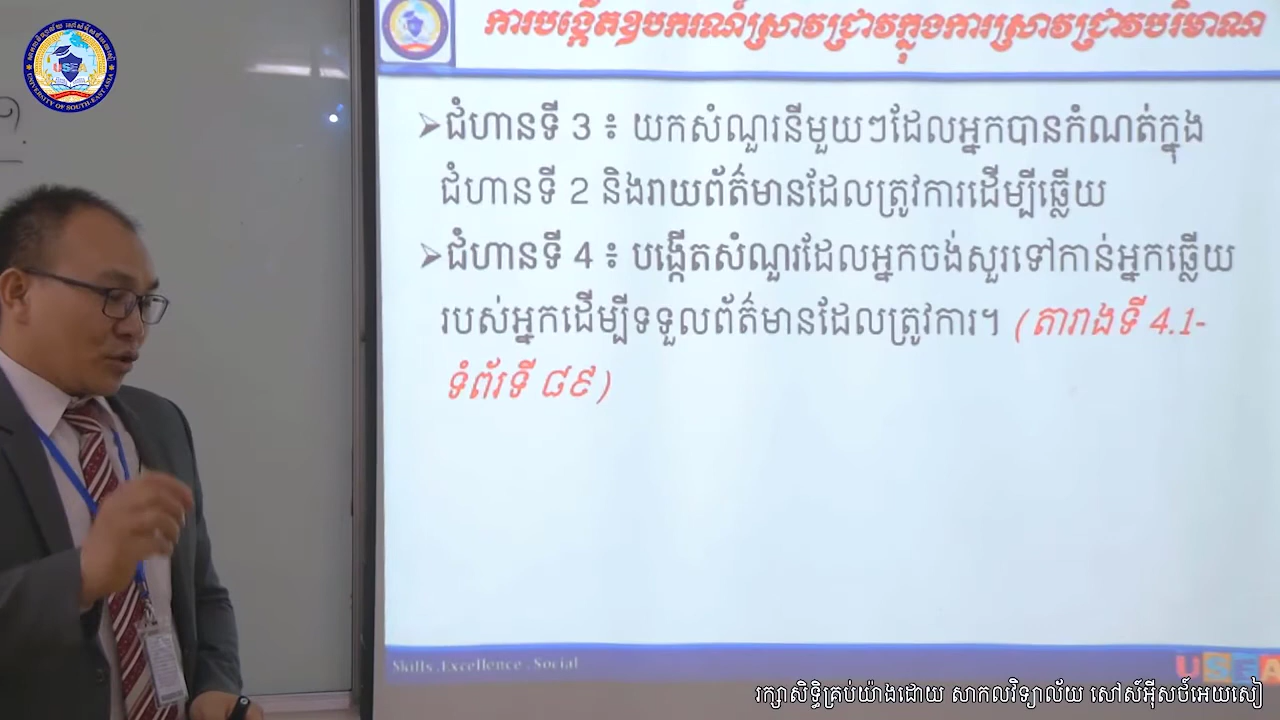 ការបង្កើតឧបករណ៍ស្រាវជ្រាវក្នុងការស្រាវជ្រាវបរិមាណ
➢ជំហានទី 3 ៖ យកសំណួរនីមួយៗដែលអ្នកបានកំណត់ក្នុង
ជំហានទី 2 និងរាយព័ត៌មានដែលត្រូវការដើម្បីឆ្លើយ
➢ជំហានទី 4 ៖ បង្កើតសំណួរដែលអ្នកចង់សួរទៅកាន់អ្នកឆ្លើយ
របស់អ្នកដើម្បីទទួលព័ត៌មានដែលត្រូវការ។ (តារាងទី 4.1-
ទំព័រទី ៨៩)
Skills . Excellence . Social
USEA
រក្សាសិទ្ធិគ្រប់យ៉ាងដោយ សាកលវិទ្យាល័យ សៅស៍អ៊ីសថ៍អេយសៀ
USEA
UNIVERSITY OF SOUTH-EAST ASIA